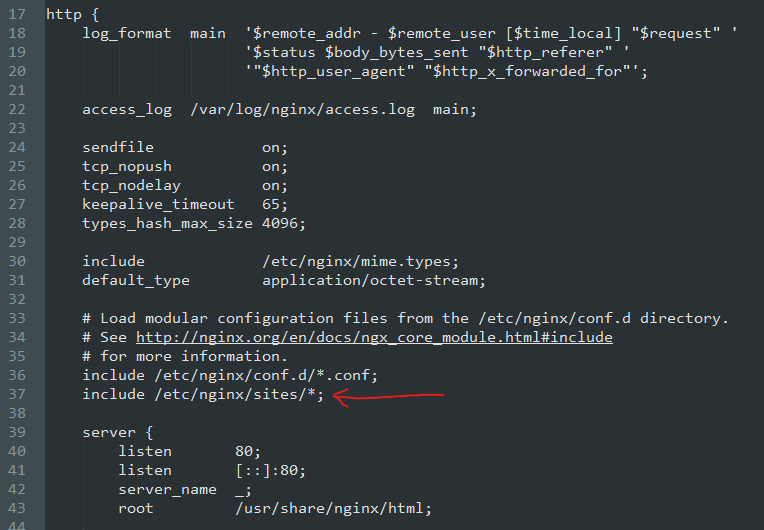 17 http {
18     log_format  main  '$remote_addr - $remote_user [$time_local] "$request" '
19                       '$status $body_bytes_sent "$http_referer" '
20                       '"$http_user_agent" "$http_x_forwarded_for"';
21
22     access_log  /var/log/nginx/access.log  main;
23
24     sendfile            on;
25     tcp_nopush          on;
26     tcp_nodelay         on;
27     keepalive_timeout   65;
28     types_hash_max_size 4096;
29
30     include             /etc/nginx/mime.types;
31     default_type        application/octet-stream;
32
33     # Load modular configuration files from the /etc/nginx/conf.d directory.
34     # See http://nginx.org/en/docs/ngx_core_module.html#include
35     # for more information.
36     include /etc/nginx/conf.d/*.conf;
37     include /etc/nginx/sites/*;
38
39     server {
40         listen       80;
41         listen       [::]:80;
42         server_name  _;
43         root         /usr/share/nginx/html;
44